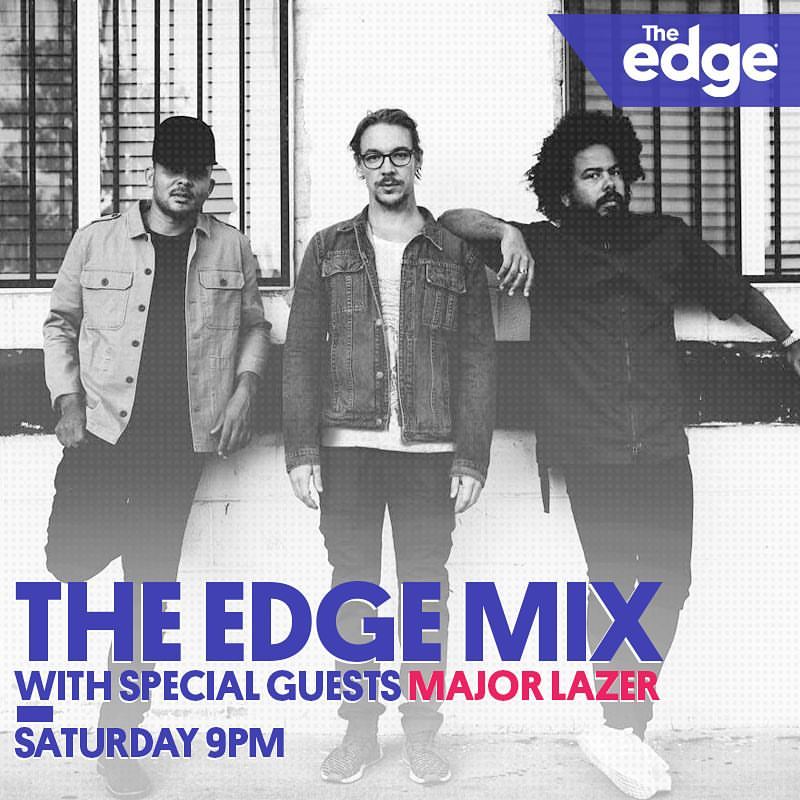 The
edge
THE EDGE MIX
WITH SPECIAL GUESTS MAJOR LAZER
SATURDAY 9PM